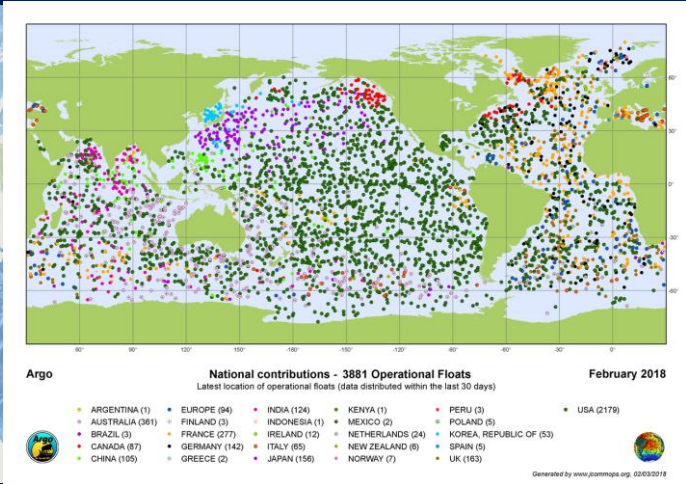 60°
30°
0°
-30°
-60°
60° 90° 120° 150° 180° -150° -120° -90° -60° -30° 0°
Argo National contributions - 3881 Operational Floats February 2018
Latest location of operational floats (data distributed within the last 30 days)
ARGENTINA (1) EUROPE (94) INDIA (124) KENYA (1) PERU (3) USA (2179)
AUSTRALIA (361) FINLAND (3) INDONESIA (1) MEXICO (2) POLAND (5)
BRAZIL (3) FRANCE (277) IRELAND (12) NETHERLANDS (24) KOREA, REPUBLIC OF (53)
CANADA (87) GERMANY (142) ITALY (65) NEW ZEALAND (6) SPAIN (5)
CHINA (105) GREECE (2) JAPAN (156) NORWAY (7) UK (163)
Argo
Generated by www.jcommops.org, 02/03/2018